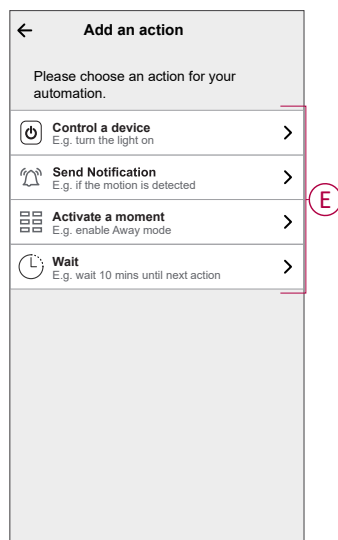 Add an action
Please choose an action for your
automation.
Control a device
E.g. turn the light on
Send Notification
E.g. if the motion is detected
Activate a moment
E.g. enable Away mode
Wait
E.g. wait 10 mins until next action
E